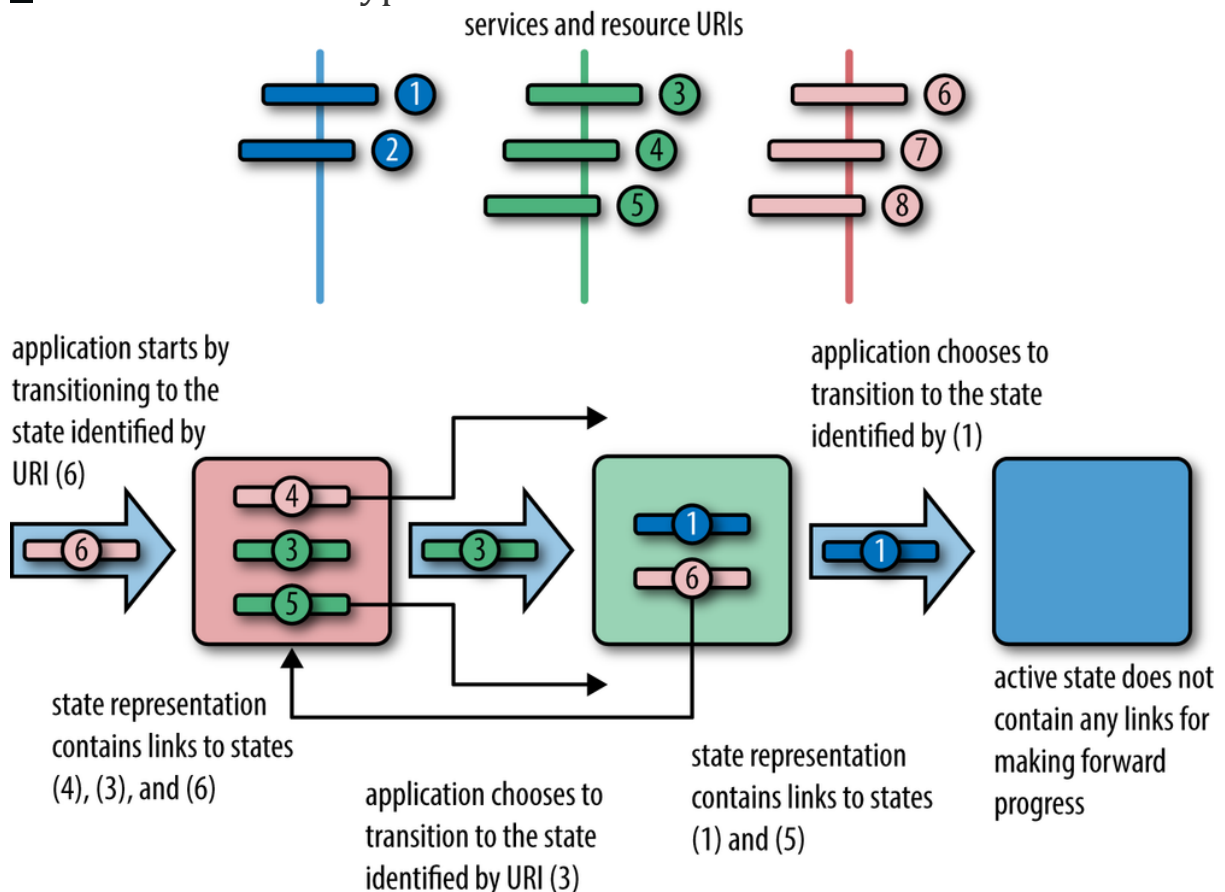 services and resource URIs
1
3
6
2
4
7
5
8
application starts by
transitioning to the
state identified by
URI (6)
application chooses to
transition to the state
identified by (1)
4
3
5
6
3
1
6
1
state representation
contains links to states
(4), (3), and (6)
application chooses to
transition to the state
identified by URI (3)
state representation
contains links to states
(1) and (5)
active state does not
contain any links for
making forward
progress